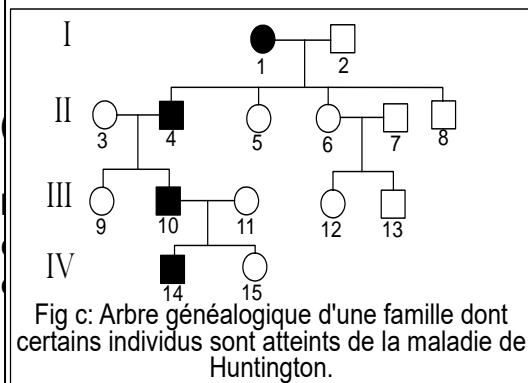 I
1 2
II
3 4 5 6 7 8
III
9 10 11 12 13
IV
14 15
Fig c: Arbre généalogique d'une famille dont
certains individus sont atteints de la maladie de
Huntington.